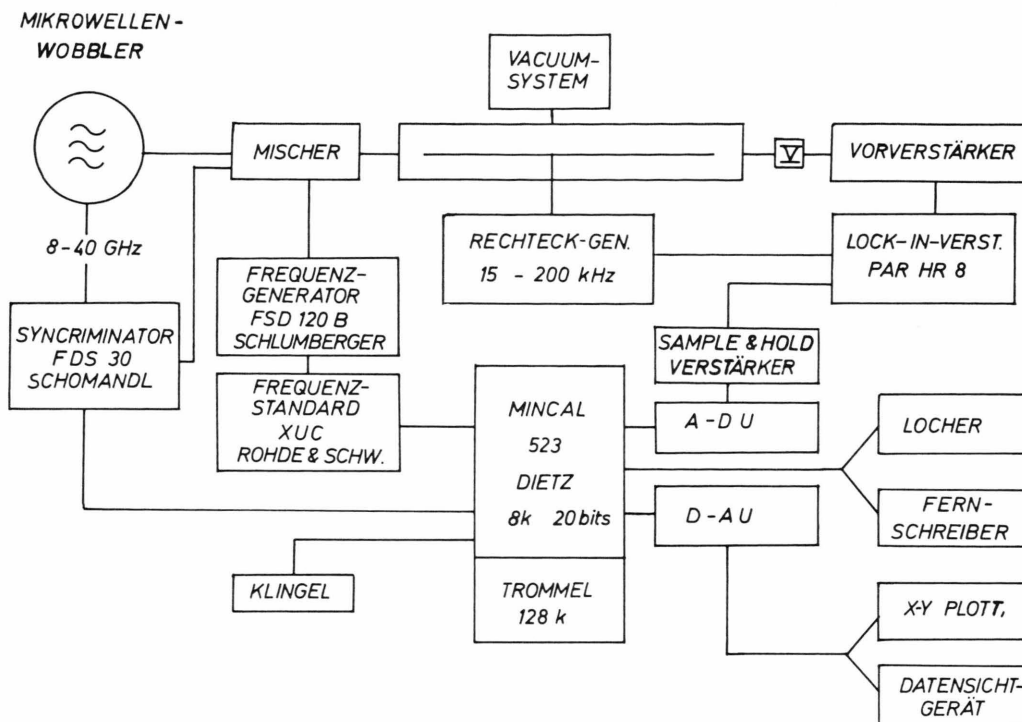 MIKROWELLEN-
WOBBLER
VACUUM-
SYSTEM
MISCHER
V
VORVERSTÄRKER
8-40 GHz
RECHTECK-GEN.
15 - 200 kHz
LOCK-IN-VERST.
PAR HR 8
FREQUENZ-
GENERATOR
FSD 120 B
SCHLUMBERGER
SYNCRIMINATOR
FDS 30
SCHOMANDL
SAMPLE & HOLD
VERSTÄRKER
FREQUENZ-
STANDARD
XUC
ROHDE & SCHW.
MINCAL
523
DIETZ
8k 20bits
A-DU
LOCHER
D-AU
FERN-
SCHREIBER
KLINGEL
TROMMEL
128 k
X-Y PLOTT,
DATENSICHT-
GERÄT